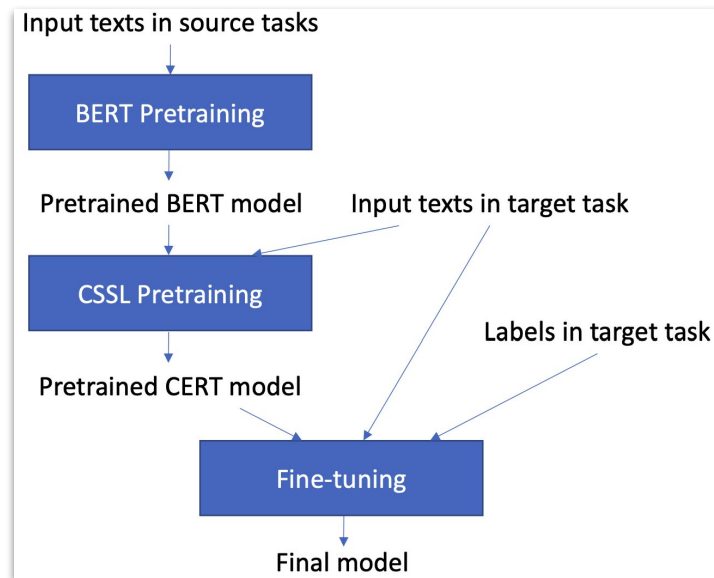 Input texts in source tasks
BERT Pretraining
Pretrained BERT model
Input texts in target task
CSSL Pretraining
Labels in target task
Pretrained CERT model
Fine-tuning
Final model